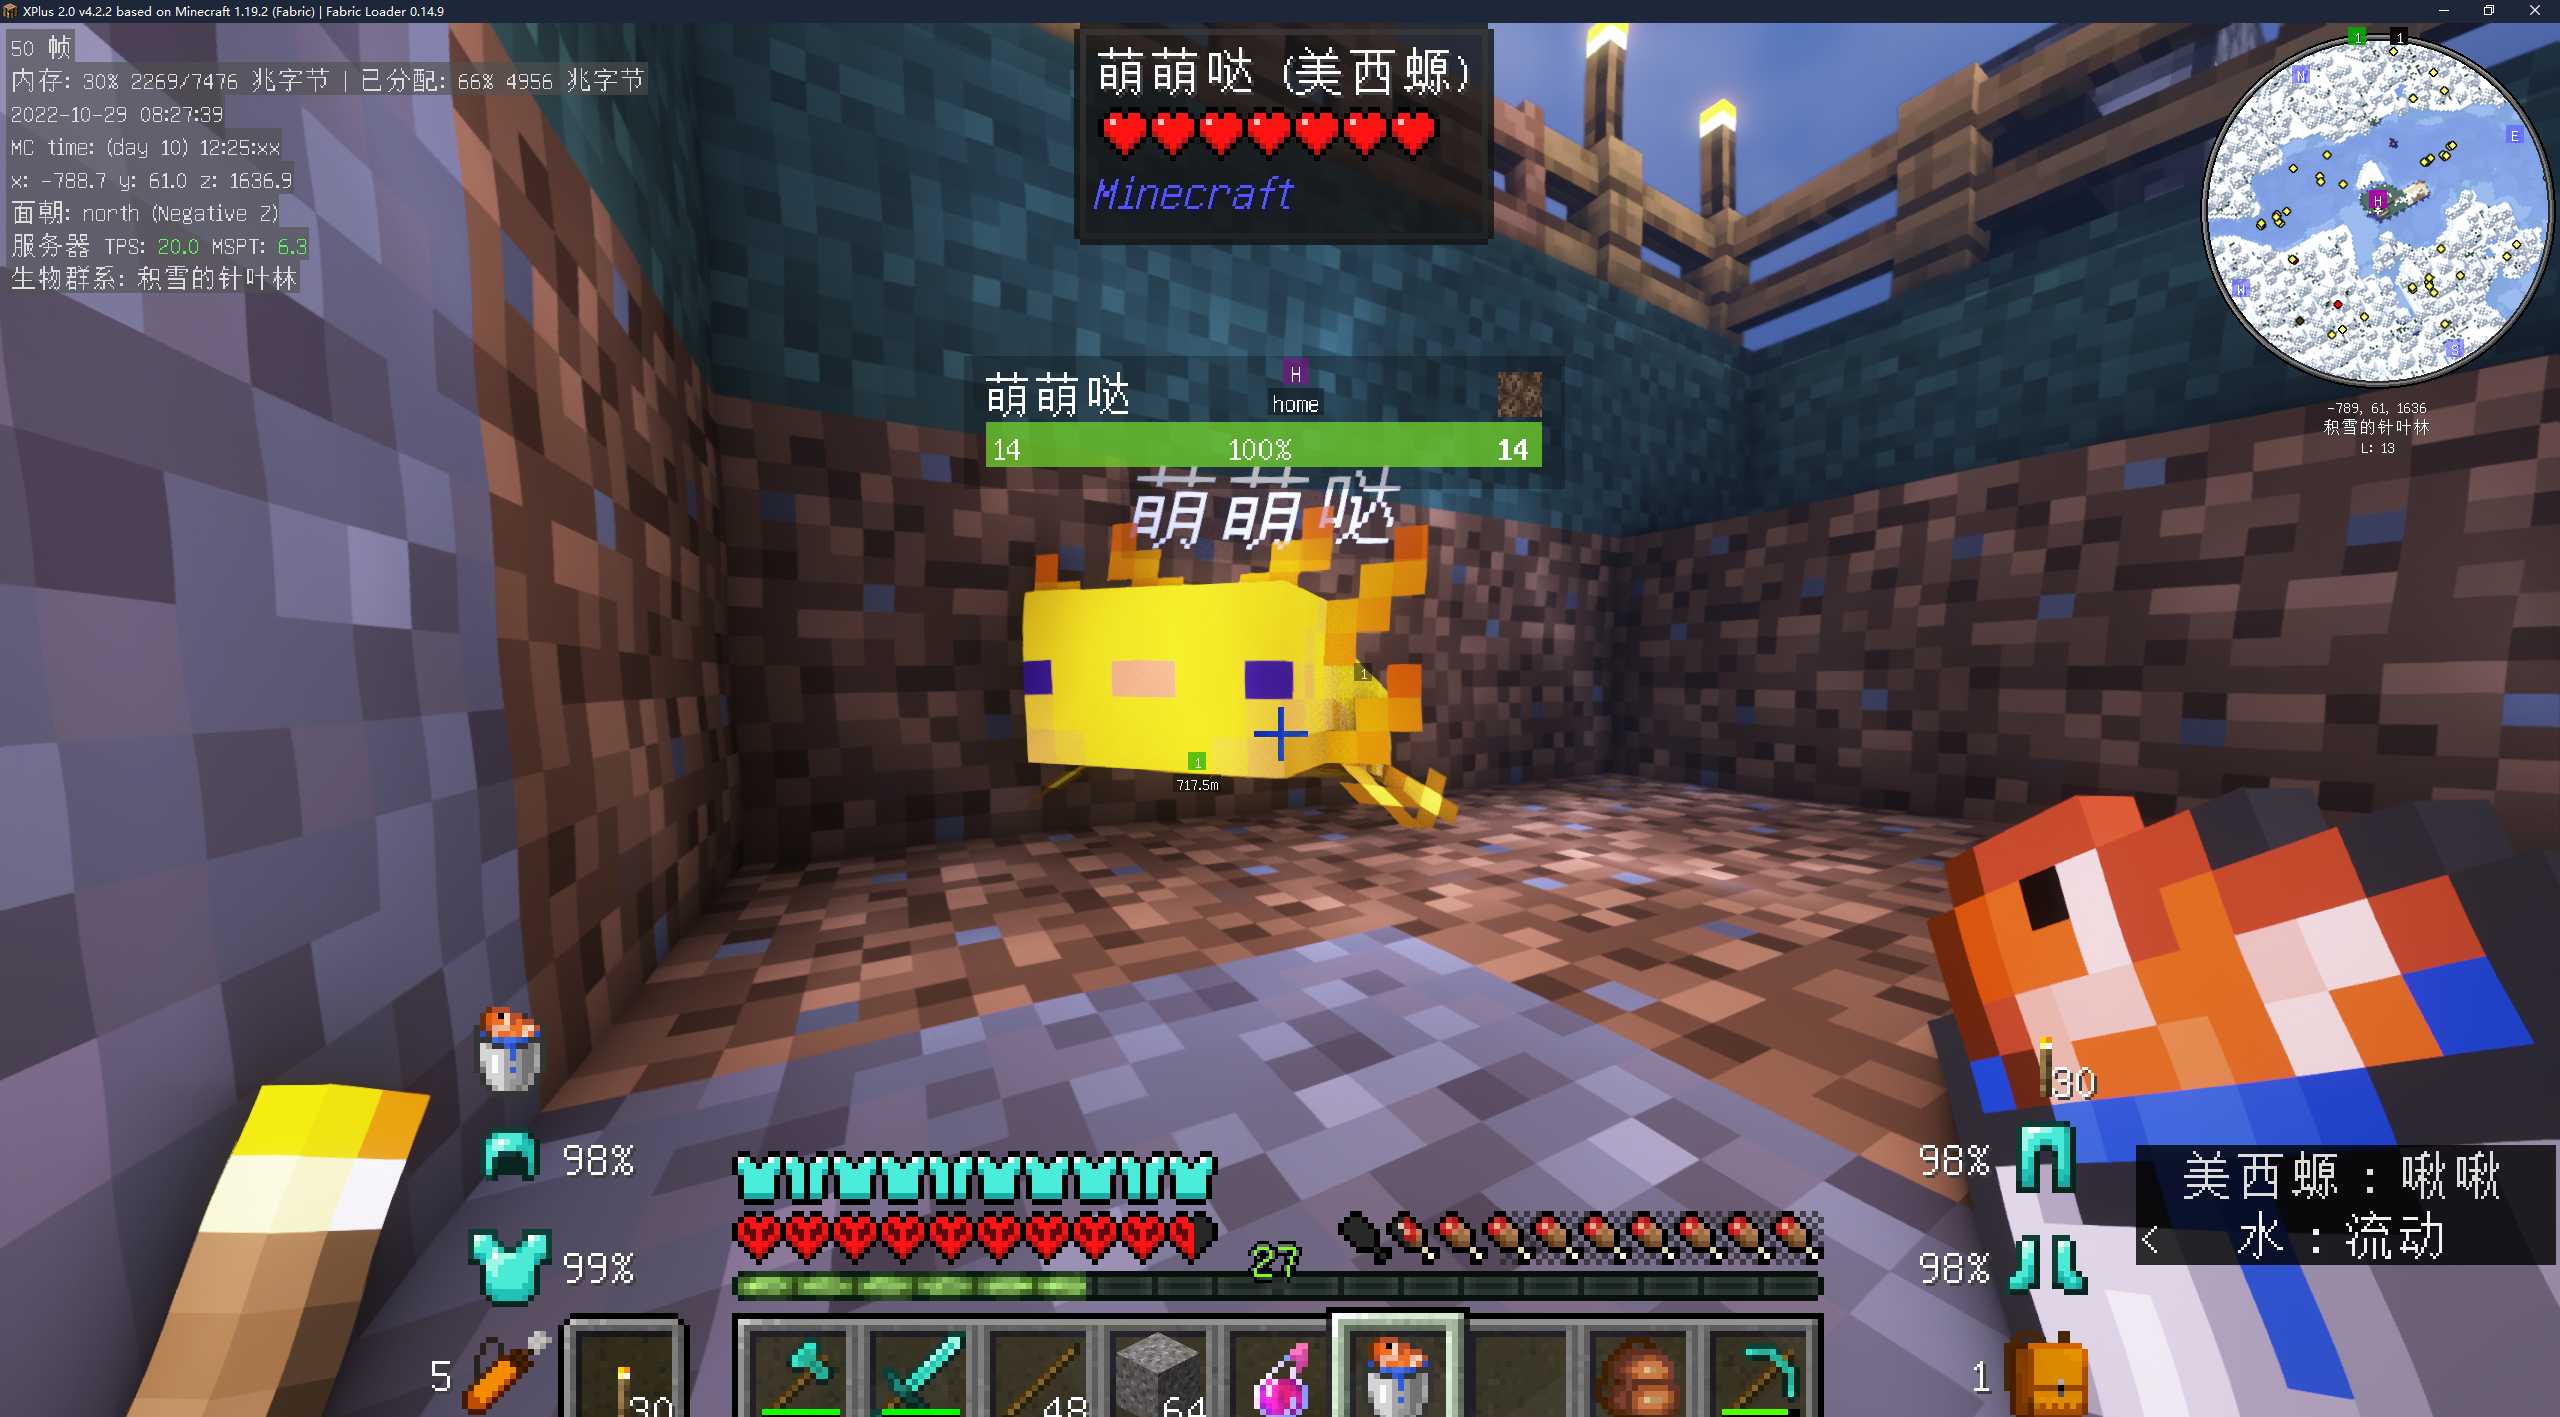 XPlus 2.0 v4.2.2 based on Minecraft 1.19.2 (Fabric) | Fabric Loader 0.14.9
50 帧
内存: 30% 2269/7476 兆字节 | 已分配: 66% 4956 兆字节
2022-10-29 08:27:39
MC time: (day 10) 12:25:xx
x: -788.7 y: 61.0 z: 1636.9
面朝: north (Negative Z)
服务器 TPS: 20.0 MSPT: 6.3
生物群系: 积雪的针叶林
萌萌哒 (美西螈)
Minecraft
1
1
N
E
H
W
S
-789, 61, 1636
积雪的针叶林
L: 13
萌萌哒
H
home
14 100% 14
萌萌哒
1
1
717.5m
30
98%
98%
美西螈：啾啾
< 水：流动
99%
98%
27
5
30
48
64
1